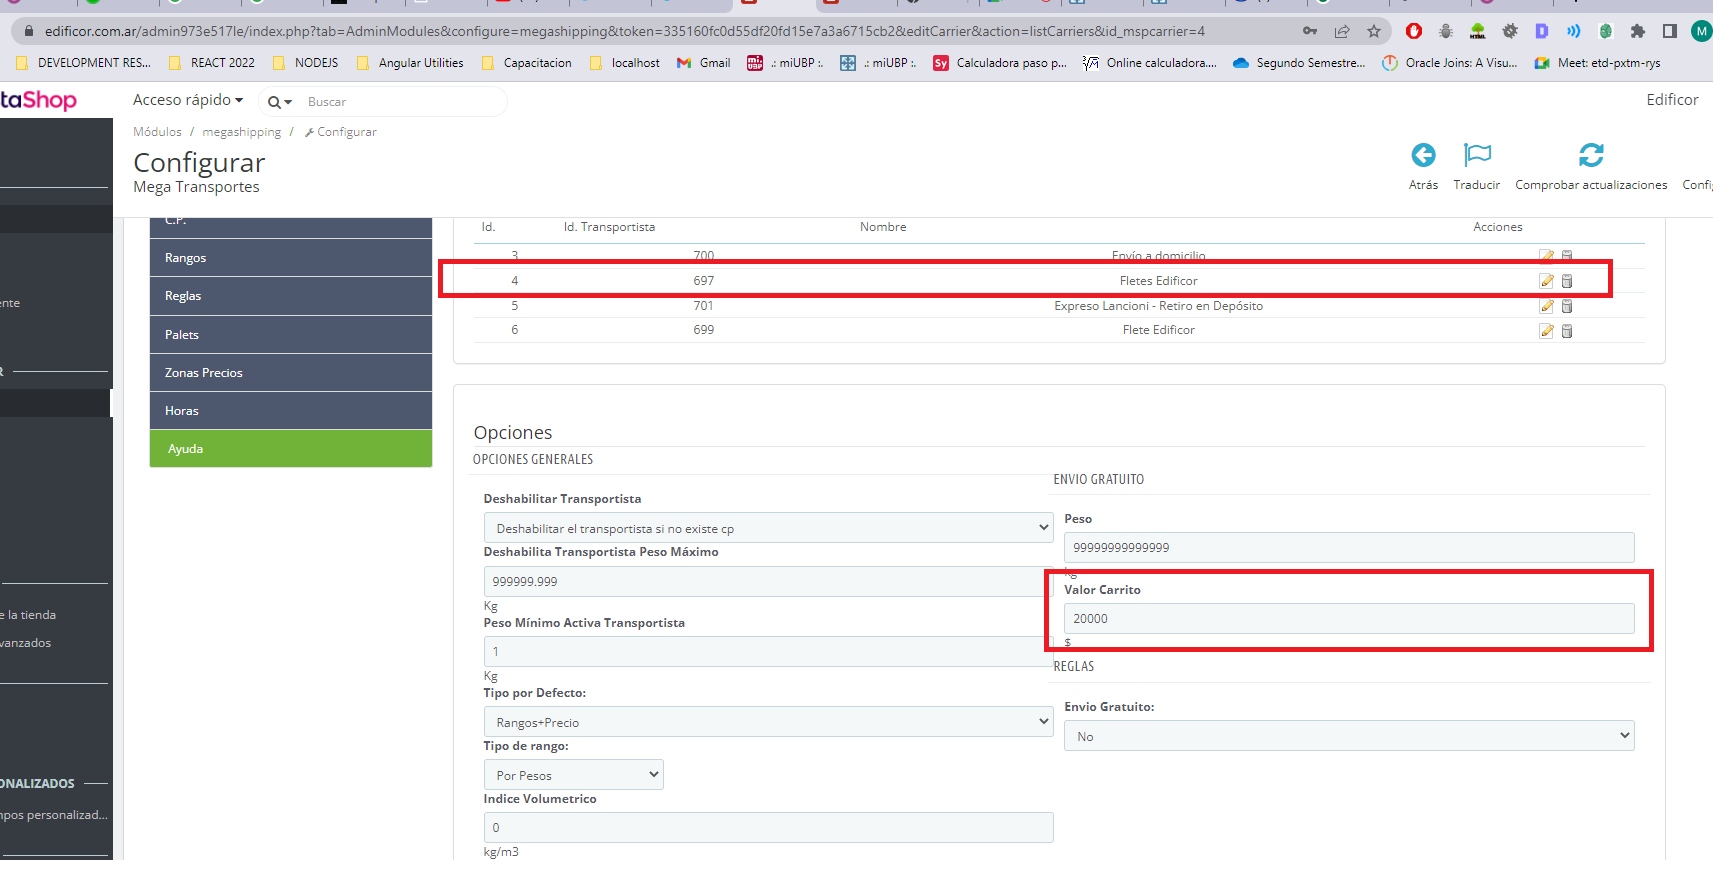 edificor.com.ar/admin973e517le/index.php?tab=AdminModules&configure=megashipping&token=335160fc0d55df20fd15e7a3a6715cb2&editCarrier&action=listCarriers&id_mspcarrier=4
M
DEVELOPMENT RES... REACT 2022 NODEJS Angular Utilities Capacitacion localhost Gmail .: miUBP :. .: miUBP :. Calculadora paso p... Online calculadora.... Segundo Semestre... Oracle Joins: A Visu... Meet: etd-pxtm-rys
taShop Acceso rápido Buscar Edificor
Módulos / megashipping / Configurar
Configurar
Mega Transportes
Atrás Traducir Comprobar actualizaciones Confi
C.P.
Rangos
Reglas
Palets
Zonas Precios
Horas
Ayuda
ente
R
e la tienda
vanzados
ONALIZADOS
mpos personalizad...
Id. Id. Transportista Nombre Acciones
3 700 Envío a domicilio
4 697 Fletes Edificor
5 701 Expreso Lancioni - Retiro en Depósito
6 699 Flete Edificor
Opciones
OPCIONES GENERALES
Deshabilitar Transportista
Deshabilitar el transportista si no existe cp
Deshabilita Transportista Peso Máximo
999999.999
Kg
Peso Mínimo Activa Transportista
1
Kg
Tipo por Defecto:
Rangos+Precio
Tipo de rango:
Por Pesos
Indice Volumetrico
0
kg/m3
ENVIO GRATUITO
Peso
99999999999999
Kg
Valor Carrito
20000
$
REGLAS
Envio Gratuito:
No